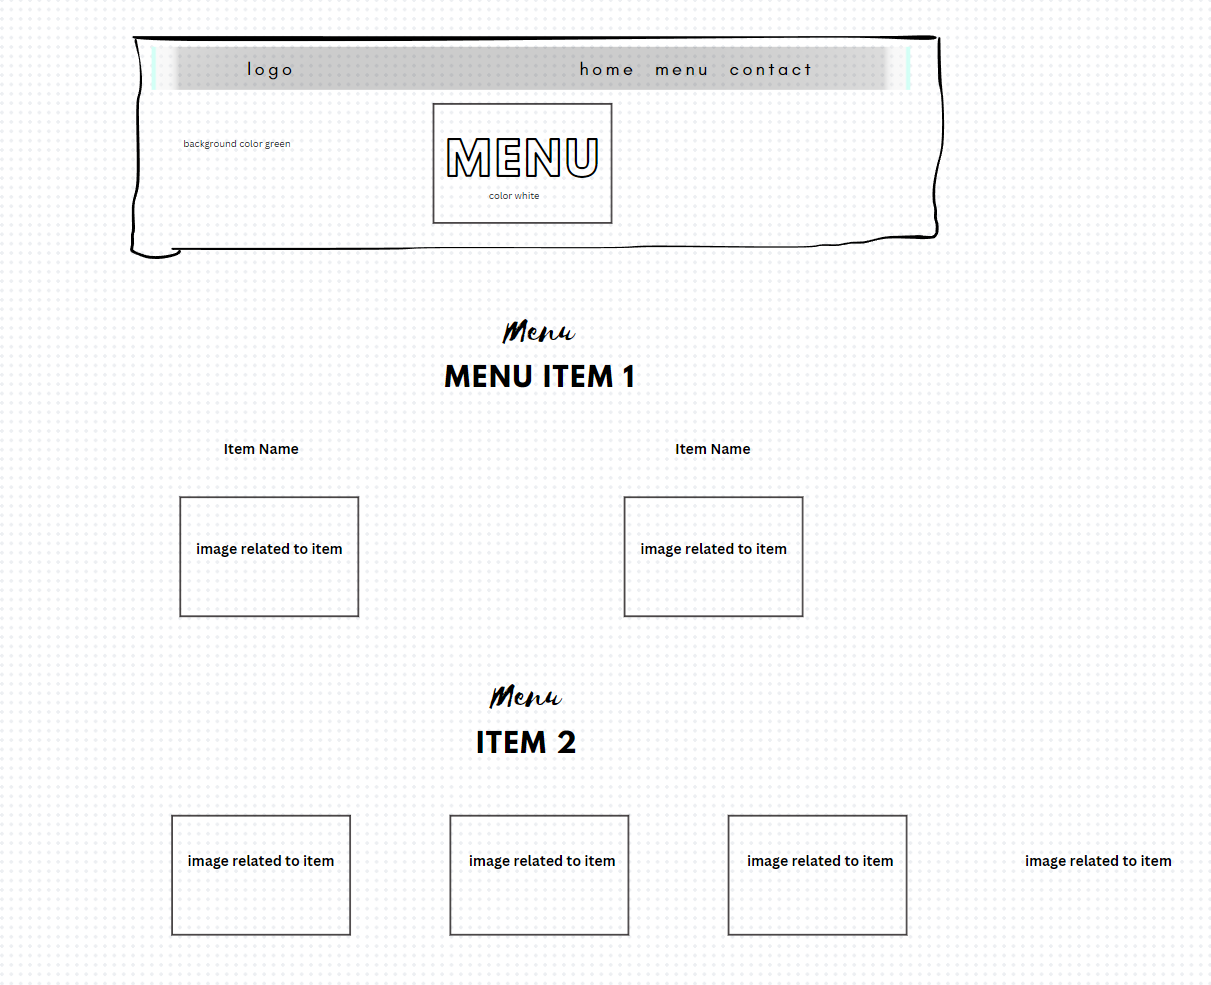 logo home menu contact
background color green
MENU
color white
Menu
MENU ITEM 1
Item Name Item Name
image related to item image related to item
Menu
ITEM 2
image related to item image related to item image related to item image related to item